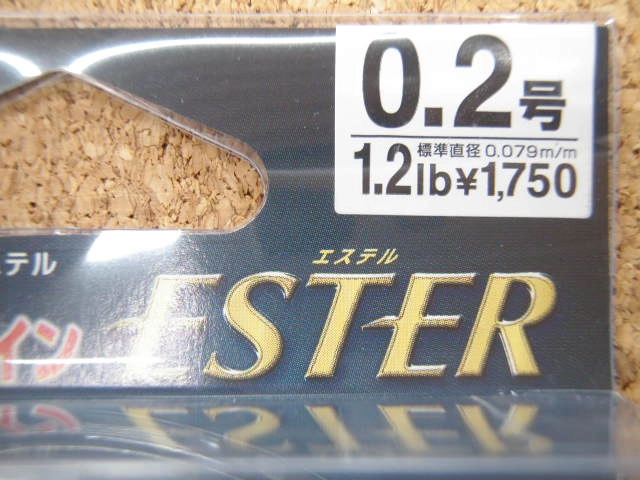 0.2号
標準直径 0.079m/m
1.2lb ¥1,750
ステル
エステル
イン ESTER